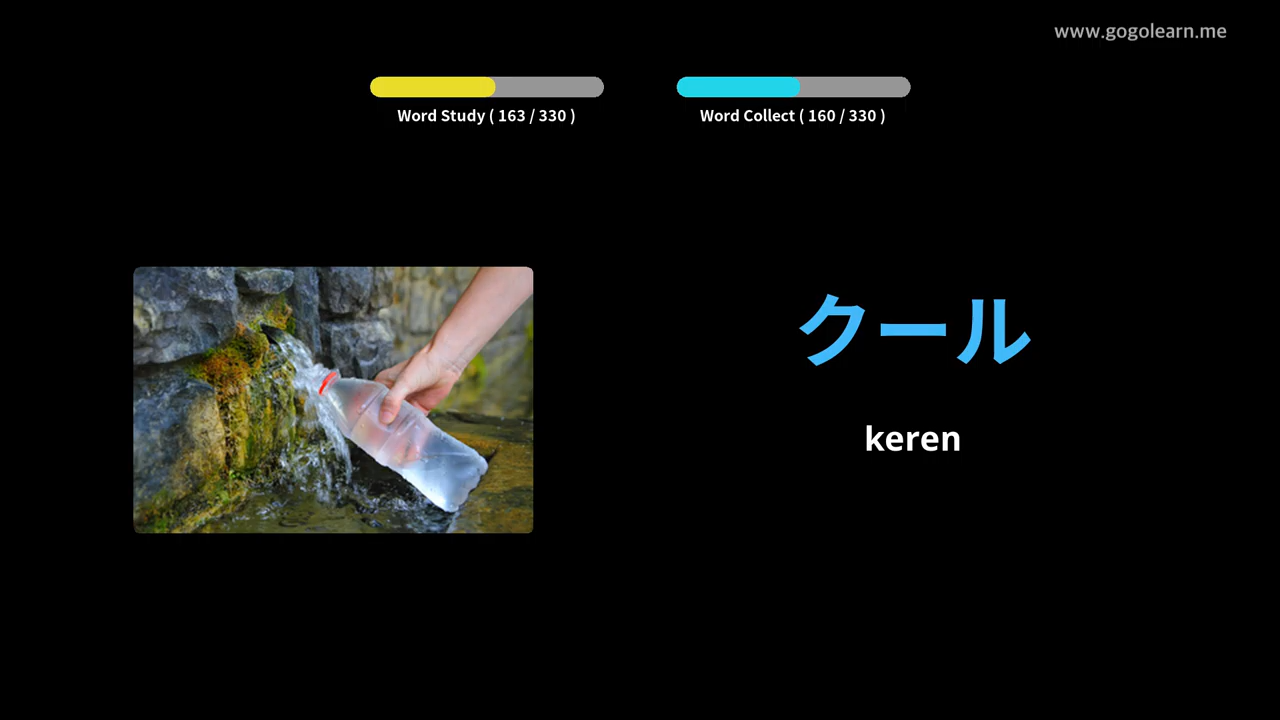 www.gogolearn.me
Word Study ( 163 / 330 )
Word Collect ( 160 / 330 )
クール
keren